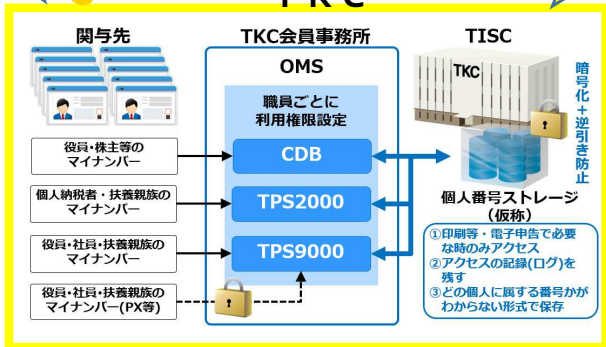 TKC
関与先
TKC会員事務所
TISC
OMS
職員ごとに
利用権限設定
TKC
暗号化+逆引き防止
役員・株主等の
マイナンバー
CDB
個人納税者・扶養親族の
マイナンバー
TPS2000
役員・社員・扶養親族の
マイナンバー
TPS9000
役員・社員・扶養親族の
マイナンバー(PX等)
個人番号ストレージ
(仮称)
①印刷等・電子申告で必要
な時のみアクセス
②アクセスの記録(ログ)を
残す
③どの個人に属する番号かが
わからない形式で保存